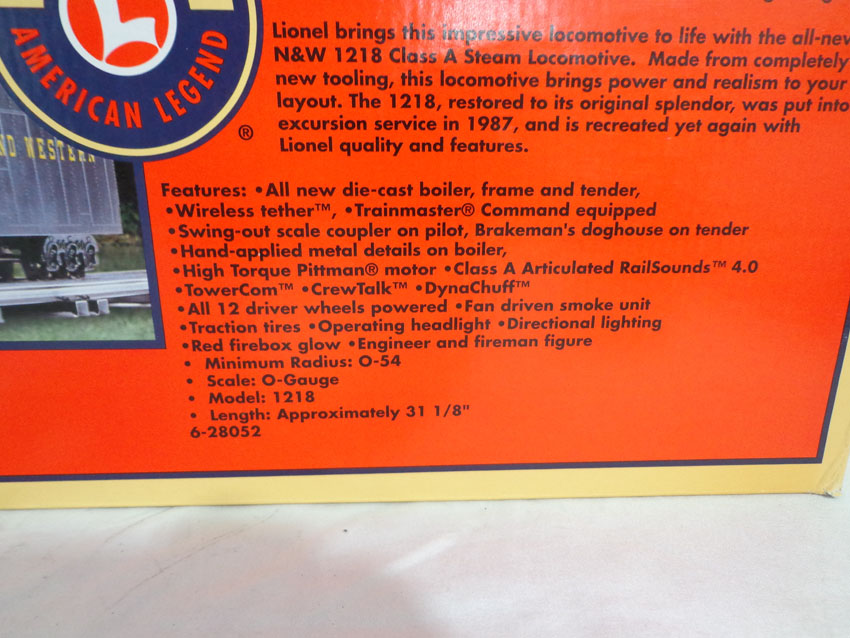 AMERICAN LEGEND
®
ND WESTERN
Lionel brings this impressive locomotive to life with the all-new
N&W 1218 Class A Steam Locomotive. Made from completely
new tooling, this locomotive brings power and realism to your
layout. The 1218, restored to its original splendor, was put into
excursion service in 1987, and is recreated yet again with
Lionel quality and features.
Features: •All new die-cast boiler, frame and tender,
•Wireless tether™, •Trainmaster® Command equipped
•Swing-out scale coupler on pilot, Brakeman's doghouse on tender
•Hand-applied metal details on boiler,
•High Torque Pittman® motor •Class A Articulated RailSounds™ 4.0
•TowerCom™ •CrewTalk™ •DynaChuff™
•All 12 driver wheels powered •Fan driven smoke unit
•Traction tires •Operating headlight •Directional lighting
•Red firebox glow •Engineer and fireman figure
• Minimum Radius: O-54
• Scale: O-Gauge
• Model: 1218
• Length: Approximately 31 1/8"
6-28052